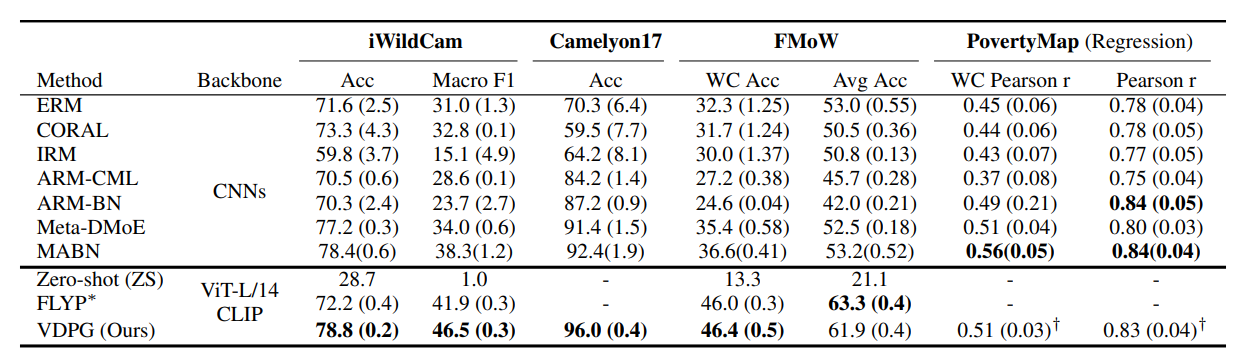 iWildCam Camelyon17 FMoW PovertyMap (Regression)
Method Backbone Acc Macro F1 Acc WC Acc Avg Acc WC Pearson r Pearson r
ERM 71.6 (2.5) 31.0 (1.3) 70.3 (6.4) 32.3 (1.25) 53.0 (0.55) 0.45 (0.06) 0.78 (0.04)
CORAL 73.3 (4.3) 32.8 (0.1) 59.5 (7.7) 31.7 (1.24) 50.5 (0.36) 0.44 (0.06) 0.78 (0.05)
IRM 59.8 (3.7) 15.1 (4.9) 64.2 (8.1) 30.0 (1.37) 50.8 (0.13) 0.43 (0.07) 0.77 (0.05)
ARM-CML 70.5 (0.6) 28.6 (0.1) 84.2 (1.4) 27.2 (0.38) 45.7 (0.28) 0.37 (0.08) 0.75 (0.04)
CNNs
ARM-BN 70.3 (2.4) 23.7 (2.7) 87.2 (0.9) 24.6 (0.04) 42.0 (0.21) 0.49 (0.21) 0.84 (0.05)
Meta-DMoE 77.2 (0.3) 34.0 (0.6) 91.4 (1.5) 35.4 (0.58) 52.5 (0.18) 0.51 (0.04) 0.80 (0.03)
MABN 78.4(0.6) 38.3(1.2) 92.4(1.9) 36.6(0.41) 53.2(0.52) 0.56(0.05) 0.84(0.04)
Zero-shot (ZS) 28.7 1.0 - 13.3 21.1 - -
ViT-L/14
FLYP* 72.2 (0.4) 41.9 (0.3) - 46.0 (0.3) 63.3 (0.4) - -
CLIP
VDPG (Ours) 78.8 (0.2) 46.5 (0.3) 96.0 (0.4) 46.4 (0.5) 61.9 (0.4) 0.51 (0.03)† 0.83 (0.04)†